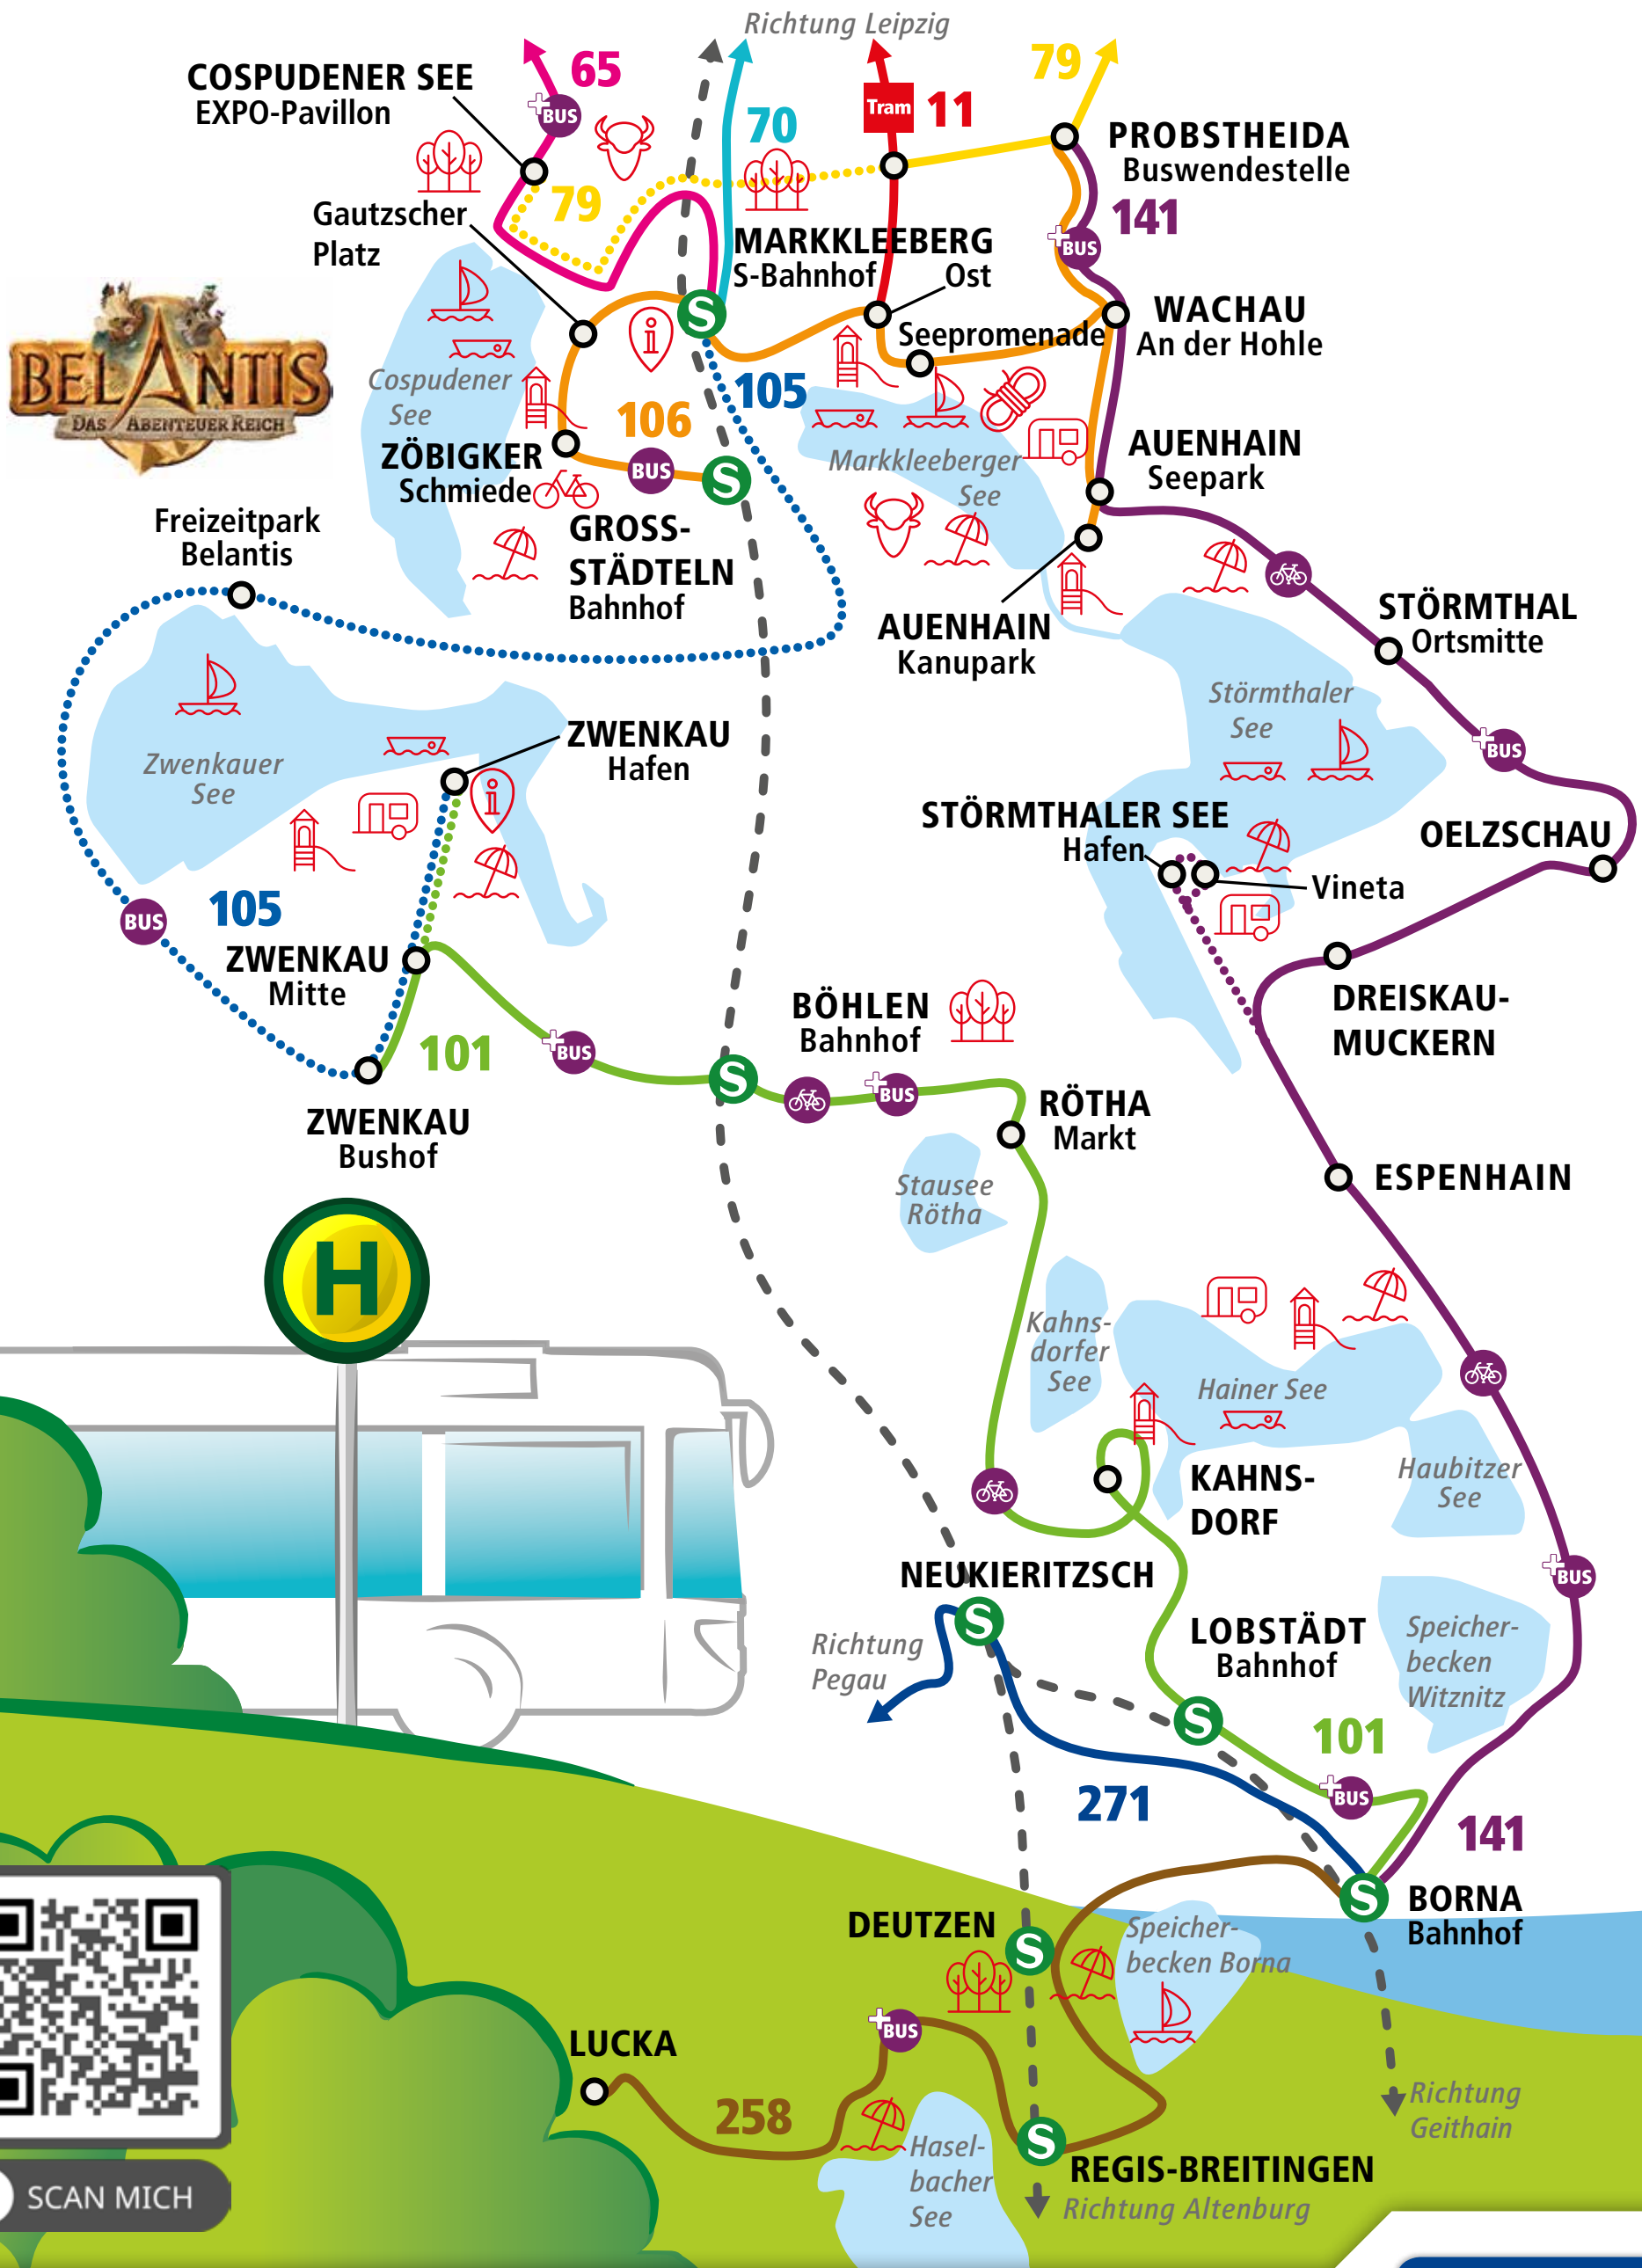 Richtung Leipzig
COSPUDENER SEE
EXPO-Pavillon
65
+BUS
70
Tram
11
79
PROBSTHEIDA
Buswendestelle
79
Gautzscher
Platz
141
+BUS
MARKKLEEBERG
S-Bahnhof
Ost
S
Seepromenade
WACHAU
An der Hohle
BELANTIS
DAS ABENTEUER REICH
Cospudener
See
105
106
ZÖBIGKER
Schmiede
BUS
S
Markkleeberger
See
AUENHAIN
Seepark
Freizeitpark
Belantis
GROSS-
STÄDTELN
Bahnhof
AUENHAIN
Kanupark
STÖRMTHAL
Ortsmitte
Störmthaler
See
ZWENKAU
Hafen
Zwenkauer
See
+BUS
STÖRMTHALER SEE
Hafen
Vineta
OELZSCHAU
105
BUS
ZWENKAU
Mitte
101
+BUS
BÖHLEN
Bahnhof
S
+BUS
DREISKAU-
MUCKERN
ZWENKAU
Bushof
RÖTHA
Markt
ESPENHAIN
Stausee
Rötha
H
Kahns-
dorfer
See
Hainer See
KAHNS-
DORF
Haubitzer
See
NEUKIERITZSCH
S
+BUS
Richtung
Pegau
LOBSTÄDT
Bahnhof
S
Speicher-
becken
Witznitz
101
+BUS
271
141
S
BORNA
Bahnhof
DEUTZEN
S
Speicher-
becken Borna
+BUS
LUCKA
258
Richtung
Geithain
Hasel-
bacher
See
S
REGIS-BREITINGEN
Richtung Altenburg
SCAN MICH